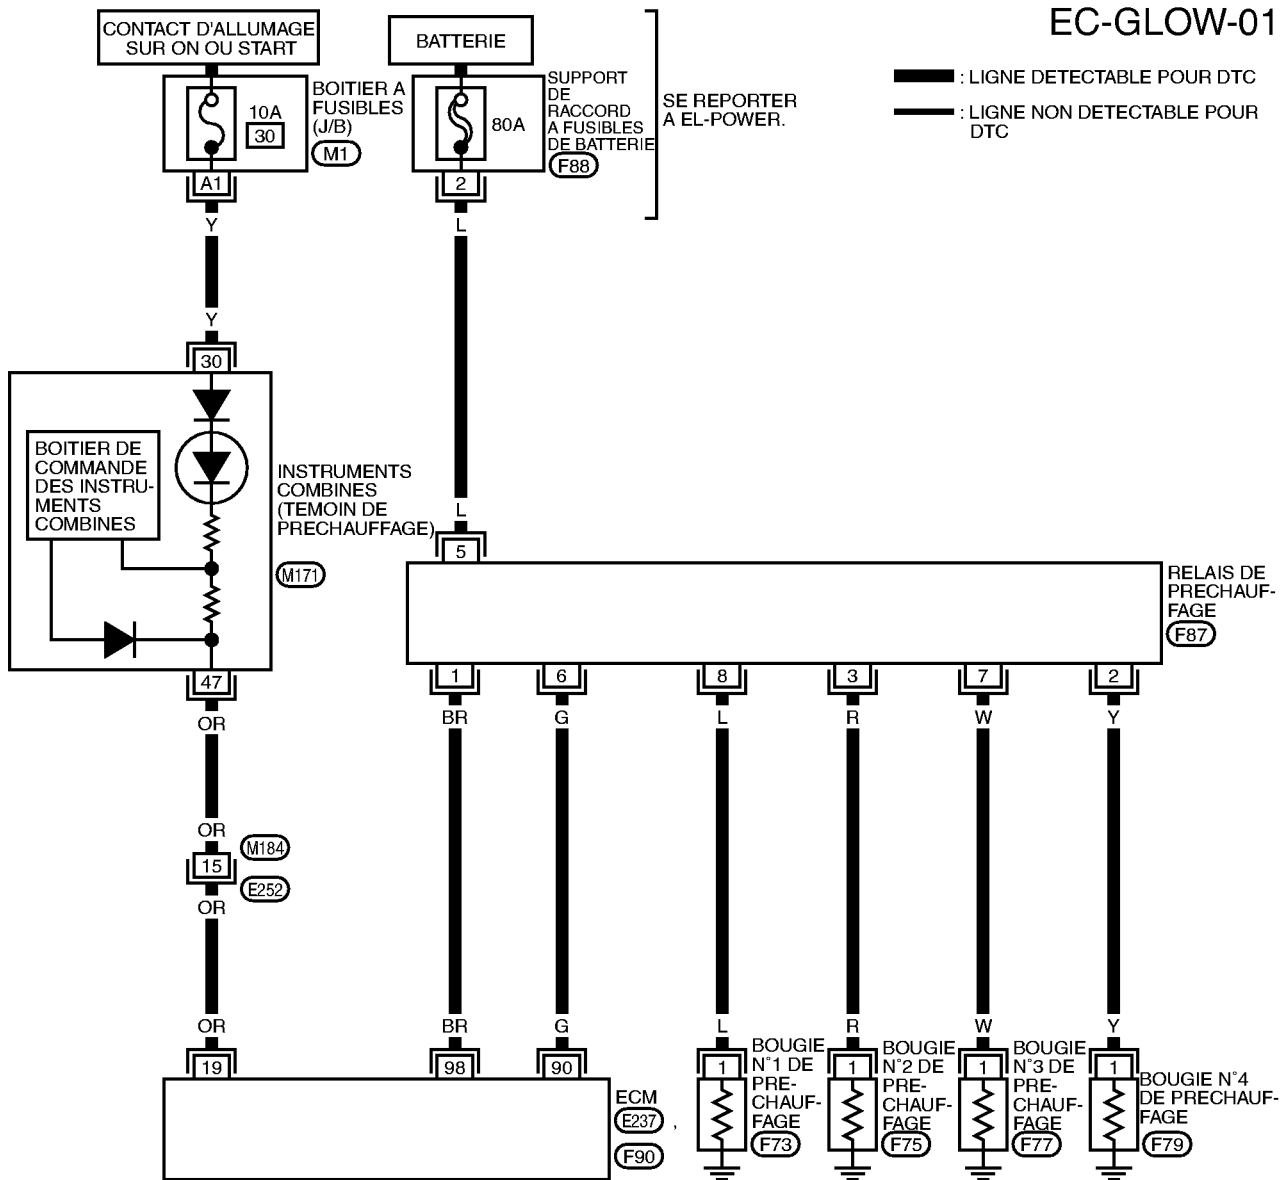 EC-GLOW-01
CONTACT D'ALLUMAGE
SUR ON OU START
BATTERIE
: LIGNE DETECTABLE POUR DTC
: LIGNE NON DETECTABLE POUR
DTC
10A
30
BOITIER A
FUSIBLES
(J/B)
M1
80A
SUPPORT
DE
RACCORD
A FUSIBLES
DE BATTERIE
F88
SE REPORTER
A EL-POWER.
A1
2
Y
L
Y
30
BOITIER DE
COMMANDE
DES INSTRU-
MENTS
COMBINES
INSTRUMENTS
COMBINES
(TEMOIN DE
PRECHAUFFAGE)
M171
L
5
RELAIS DE
PRECHAUF-
FAGE
F87
47
1
6
8
3
7
2
OR
BR
G
L
R
W
Y
OR
M184
15
E252
OR
OR
BR
G
L
R
W
Y
19
98
90
1
BOUGIE
N°1 DE
PRE-
CHAUF-
FAGE
F73
1
BOUGIE
N°2 DE
PRE-
CHAUF-
FAGE
F75
1
BOUGIE
N°3 DE
PRE-
CHAUF-
FAGE
F77
1
BOUGIE N°4
DE PRECHAUF-
FAGE
F79
ECM
E237 ,
F90